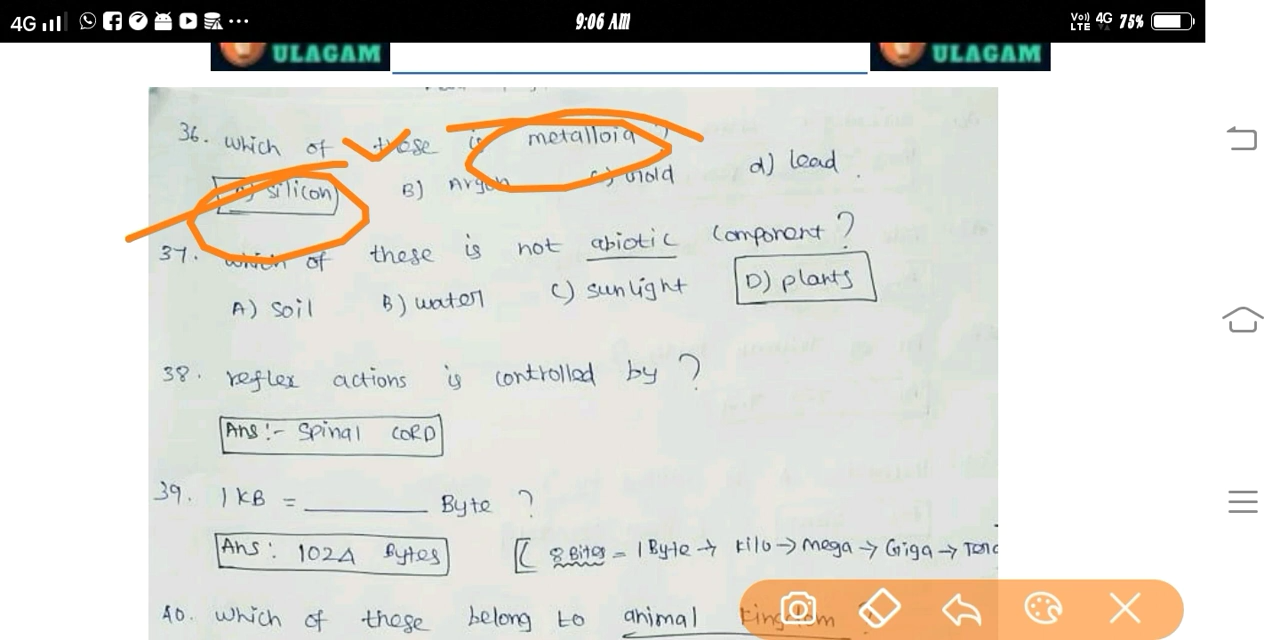 4G 9:06 AM Vo)) LTE 4G 75%
ULAGAM ULAGAM
36. which of these is metalloid ?
A) silicon B) Argon C) Gold d) lead
37. which of these is not abiotic component ?
A) soil B) water C) sunlight D) plants
38. reflex actions is controlled by ?
Ans :- Spinal CORD
39. 1 KB = ________ Byte ?
Ans : 1024 Bytes [ 8 Bites = 1 Byte → kilo → Mega → Giga →
40. which of these belong to animal kingdom